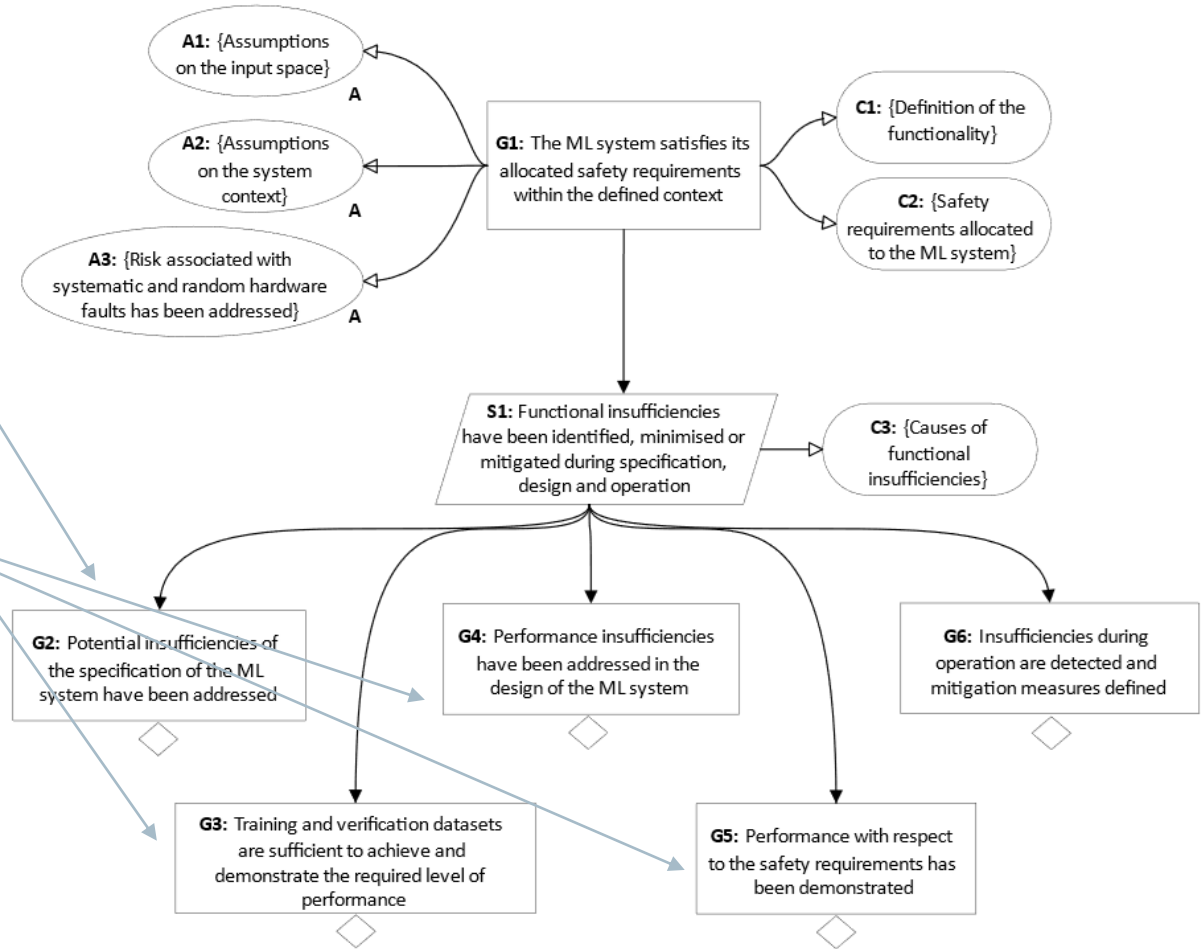 A1: {Assumptions
on the input space}
A
A2: {Assumptions
on the system
context}
A
A3: {Risk associated with
systematic and random hardware
faults has been addressed}
A
G1: The ML system satisfies its
allocated safety requirements
within the defined context
C1: {Definition of the
functionality}
C2: {Safety
requirements allocated
to the ML system}
S1: Functional insufficiencies
have been identified, minimised or
mitigated during specification,
design and operation
C3: {Causes of
functional
insufficiencies}
G2: Potential insufficiencies of
the specification of the ML
system have been addressed
G4: Performance insufficiencies
have been addressed in the
design of the ML system
G6: Insufficiencies during
operation are detected and
mitigation measures defined
G3: Training and verification datasets
are sufficient to achieve and
demonstrate the required level of
performance
G5: Performance with respect
to the safety requirements has
been demonstrated